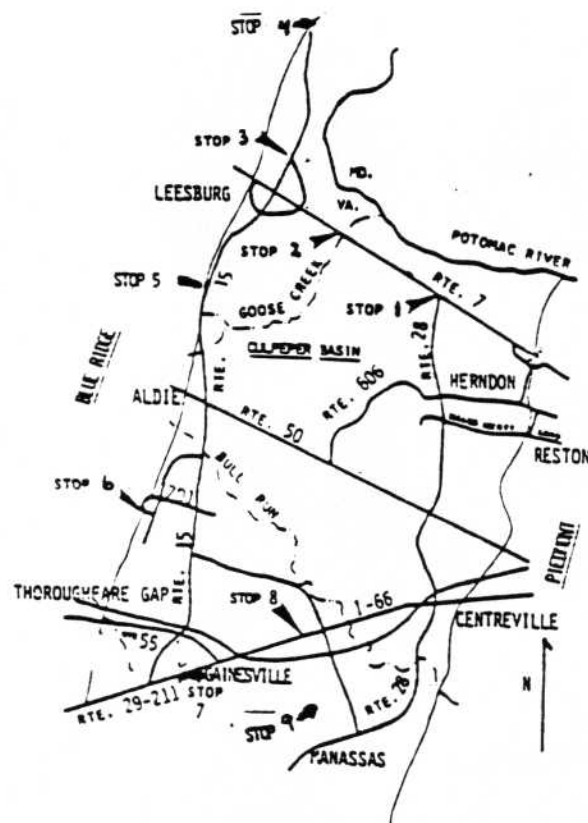 STOP 4
STOP 3
LEESBURG
MD.
VA.
POTOMAC RIVER
STOP 2
RTE. 7
STOP 5
15
GOOSE CREEK
STOP 1
RTE. 28
CULPEPER BASIN
BLUE RIDGE
RTE.
RTE. 606
HERNDON
ALDIE
RTE. 50
RESTON
BULL RUN
STOP 6
RTE. 15
PIEDMONT
THOROUGHFARE GAP
STOP 8
I-66
CENTREVILLE
55
GAINESVILLE
N
RTE. 29-211
STOP
7
STOP 9
RTE. 28
MANASSAS